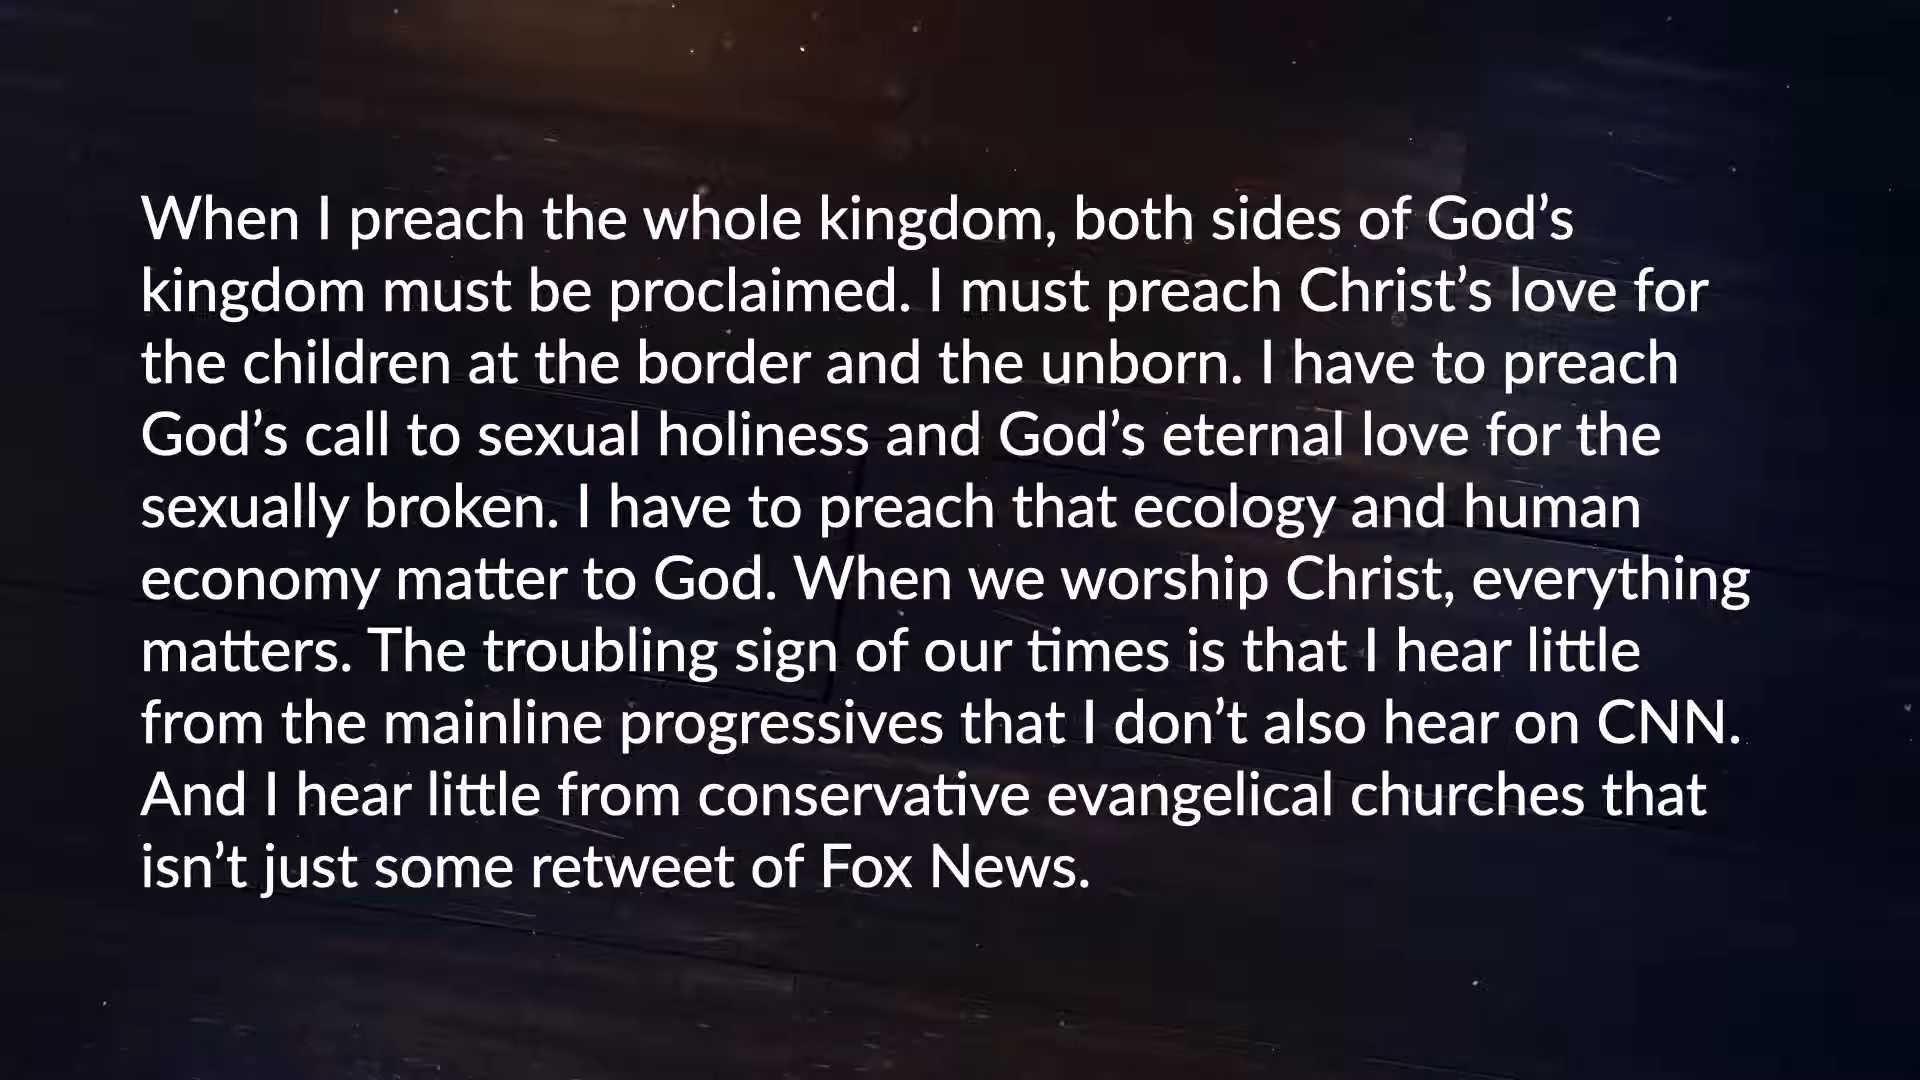 When I preach the whole kingdom, both sides of God’s
kingdom must be proclaimed. I must preach Christ’s love for
the children at the border and the unborn. I have to preach
God’s call to sexual holiness and God’s eternal love for the
sexually broken. I have to preach that ecology and human
economy matter to God. When we worship Christ, everything
matters. The troubling sign of our times is that I hear little
from the mainline progressives that I don’t also hear on CNN.
And I hear little from conservative evangelical churches that
isn’t just some retweet of Fox News.